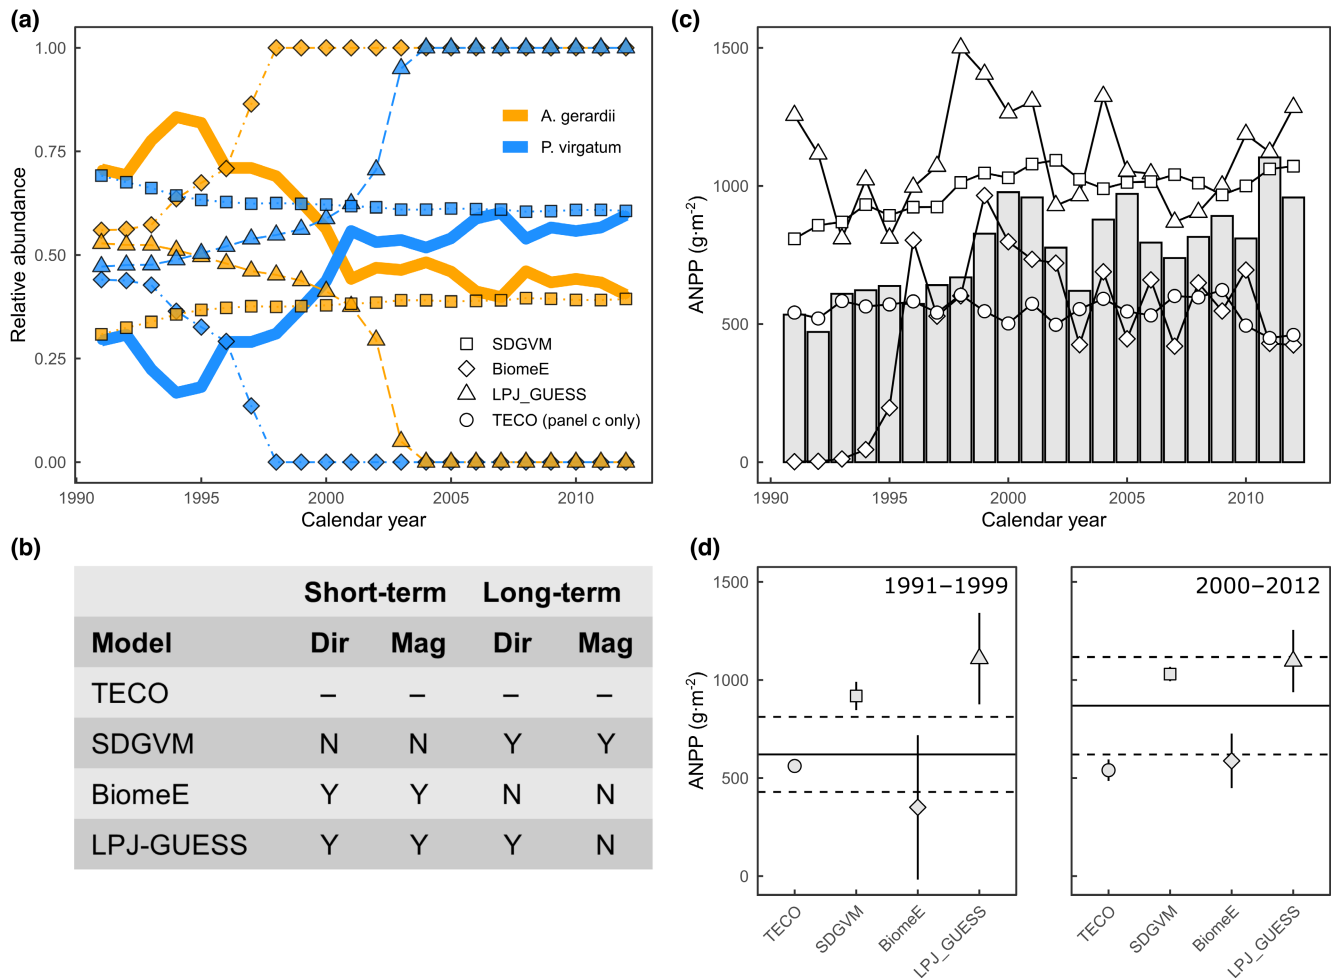 (a)
1.00
0.75
0.50
0.25
0.00
Relative abundance
A. gerardii
P. virgatum
SDGVM
BiomeE
LPJ_GUESS
TECO (panel c only)
1990 1995 2000 2005 2010
Calendar year
(c)
1500
1000
500
0
ANPP (g·m⁻²)
1990 1995 2000 2005 2010
Calendar year
(b)
Short-term Long-term
Model Dir Mag Dir Mag
TECO – – – –
SDGVM N N Y Y
BiomeE Y Y N N
LPJ-GUESS Y Y Y N
(d)
1500
1000
500
0
ANPP (g·m⁻²)
1991–1999
TECO
SDGVM
BiomeE
LPJ_GUESS
2000–2012
TECO
SDGVM
BiomeE
LPJ_GUESS